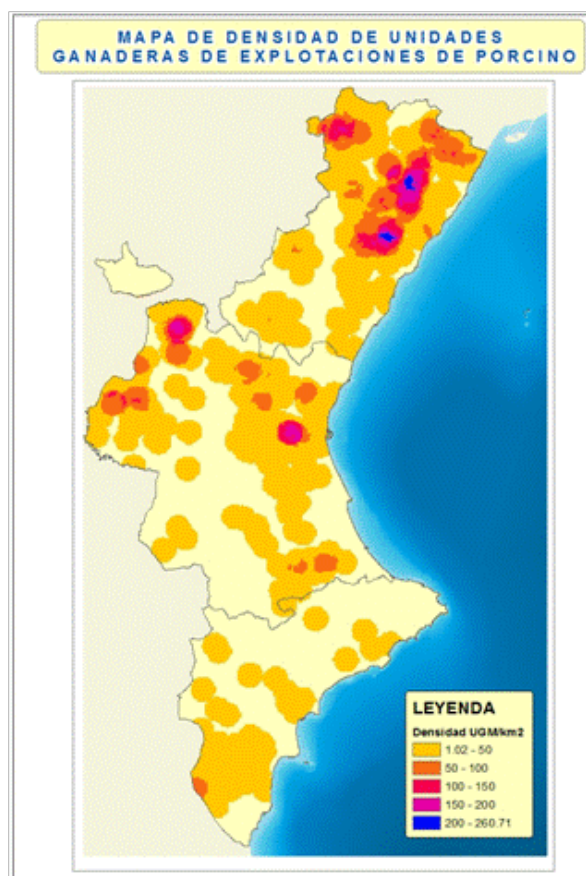 MAPA DE DENSIDAD DE UNIDADES
GANADERAS DE EXPLOTACIONES DE PORCINO
LEYENDA
Densidad UGM/km2
1.02 - 50
50 - 100
100 - 150
150 - 200
200 - 260.71